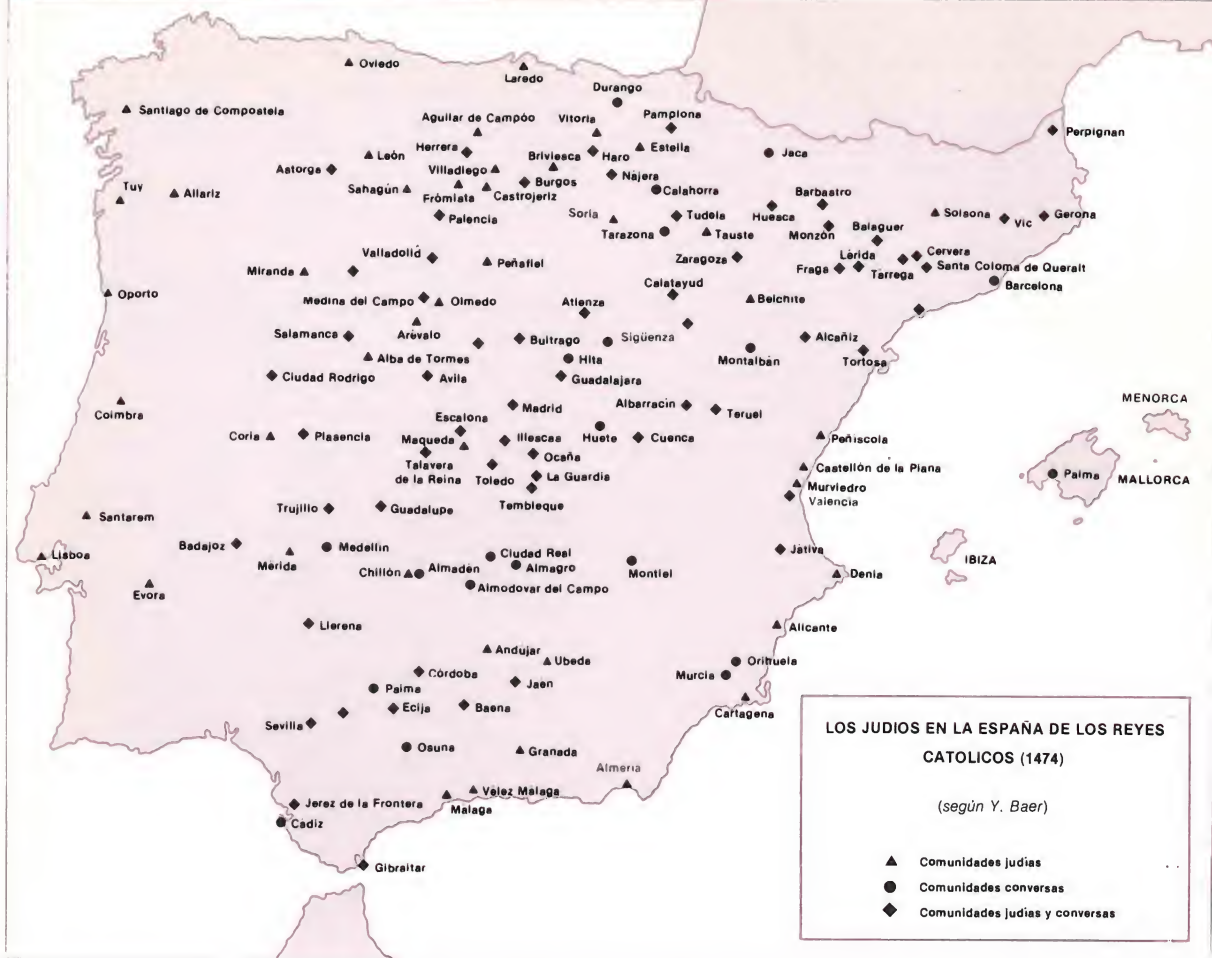 Oviedo
Laredo
Durango
Santiago de Compostela
Aguilar de Campóo
Vitoria
Pamplona
Perpignan
Herrera
León
Astorga
Villadiego
Briviesca
Haro
Estella
Jaca
Tuy
Allariz
Sahagún
Frómiata
Castrojeriz
Burgos
Nájera
Calahorra
Barbastro
Palencia
Soria
Tarazona
Tudela
Tauste
Huesca
Monzón
Balaguer
Solsona
Vic
Gerona
Valladolid
Peñafiel
Zaragoza
Lérida
Cervera
Miranda
Fraga
Tárrega
Santa Coloma de Queralt
Oporto
Medina del Campo
Olmedo
Atienza
Calatayud
Belchite
Barcelona
Salamanca
Arévalo
Buitrago
Sigüenza
Alcañiz
Alba de Tormes
Hita
Montalbán
Tortosa
Ciudad Rodrigo
Avila
Guadalajara
Coimbra
Madrid
Albarracín
Teruel
MENORCA
Escalona
Coria
Plasencia
Maqueda
Illescas
Huete
Cuenca
Peñiscola
Talavera
de la Reina
Toledo
Ocaña
La Guardia
Castellón de la Plana
Palma
MALLORCA
Tembleque
Murviedro
Valencia
Santarem
Trujillo
Guadalupe
Lisboa
Badajoz
Mérida
Medellín
Ciudad Real
Játiva
IBIZA
Evora
Chillón
Almadén
Almagro
Montiel
Denia
Almodovar del Campo
Llerena
Alicante
Andujar
Ubeda
Córdoba
Jaén
Orihuela
Murcia
Palma
Sevilla
Ecija
Baena
Cartagena
Osuna
Granada
Almería
Jerez de la Frontera
Málaga
Vélez Málaga
Cádiz
Gibraltar
LOS JUDIOS EN LA ESPAÑA DE LOS REYES
CATOLICOS (1474)
(según Y. Baer)
Comunidades judías
Comunidades conversas
Comunidades judías y conversas